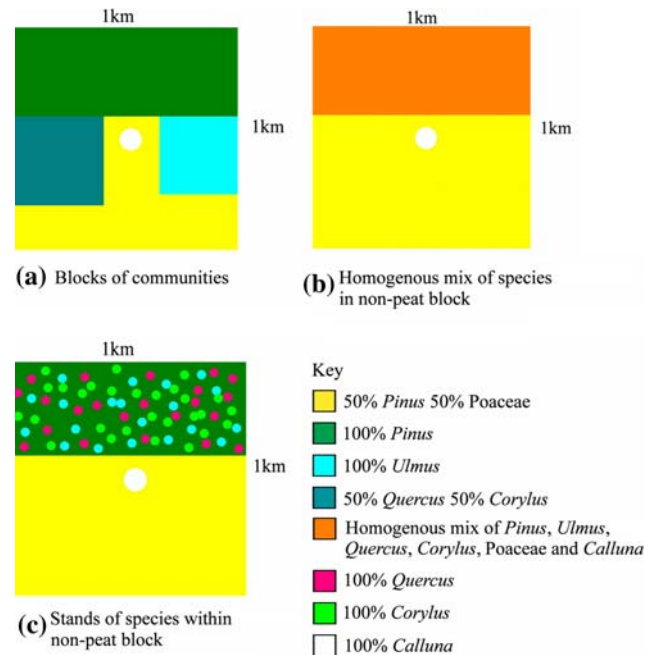 1km
1km
1km
1km
(a) Blocks of communities
(b) Homogenous mix of species
in non-peat block
1km
1km
(c) Stands of species within
non-peat block
Key
50% Pinus 50% Poaceae
100% Pinus
100% Ulmus
50% Quercus 50% Corylus
Homogenous mix of Pinus, Ulmus,
Quercus, Corylus, Poaceae and Calluna
100% Quercus
100% Corylus
100% Calluna